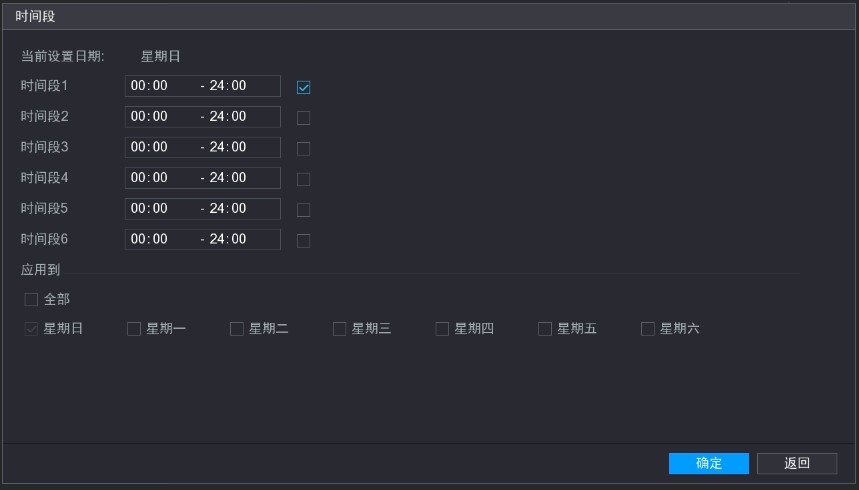 时间段
当前设置日期: 星期日
时间段1 00:00 - 24:00
时间段2 00:00 - 24:00
时间段3 00:00 - 24:00
时间段4 00:00 - 24:00
时间段5 00:00 - 24:00
时间段6 00:00 - 24:00
应用到
全部
星期日 星期一 星期二 星期三 星期四 星期五 星期六
确定 返回